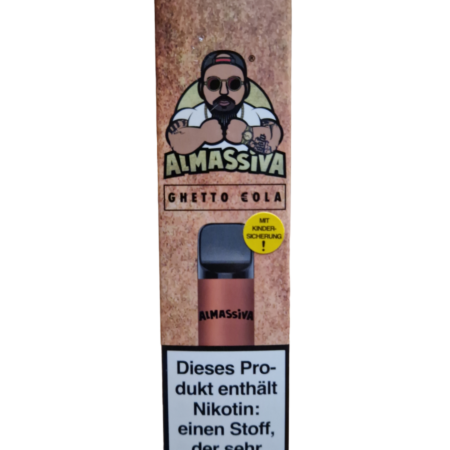 ®
ALMASSIVA
GHETTO COLA
MIT
KINDER-
SICHERUNG
!
ALMASSIVA
Dieses Pro-
dukt enthält
Nikotin:
einen Stoff,
der sehr